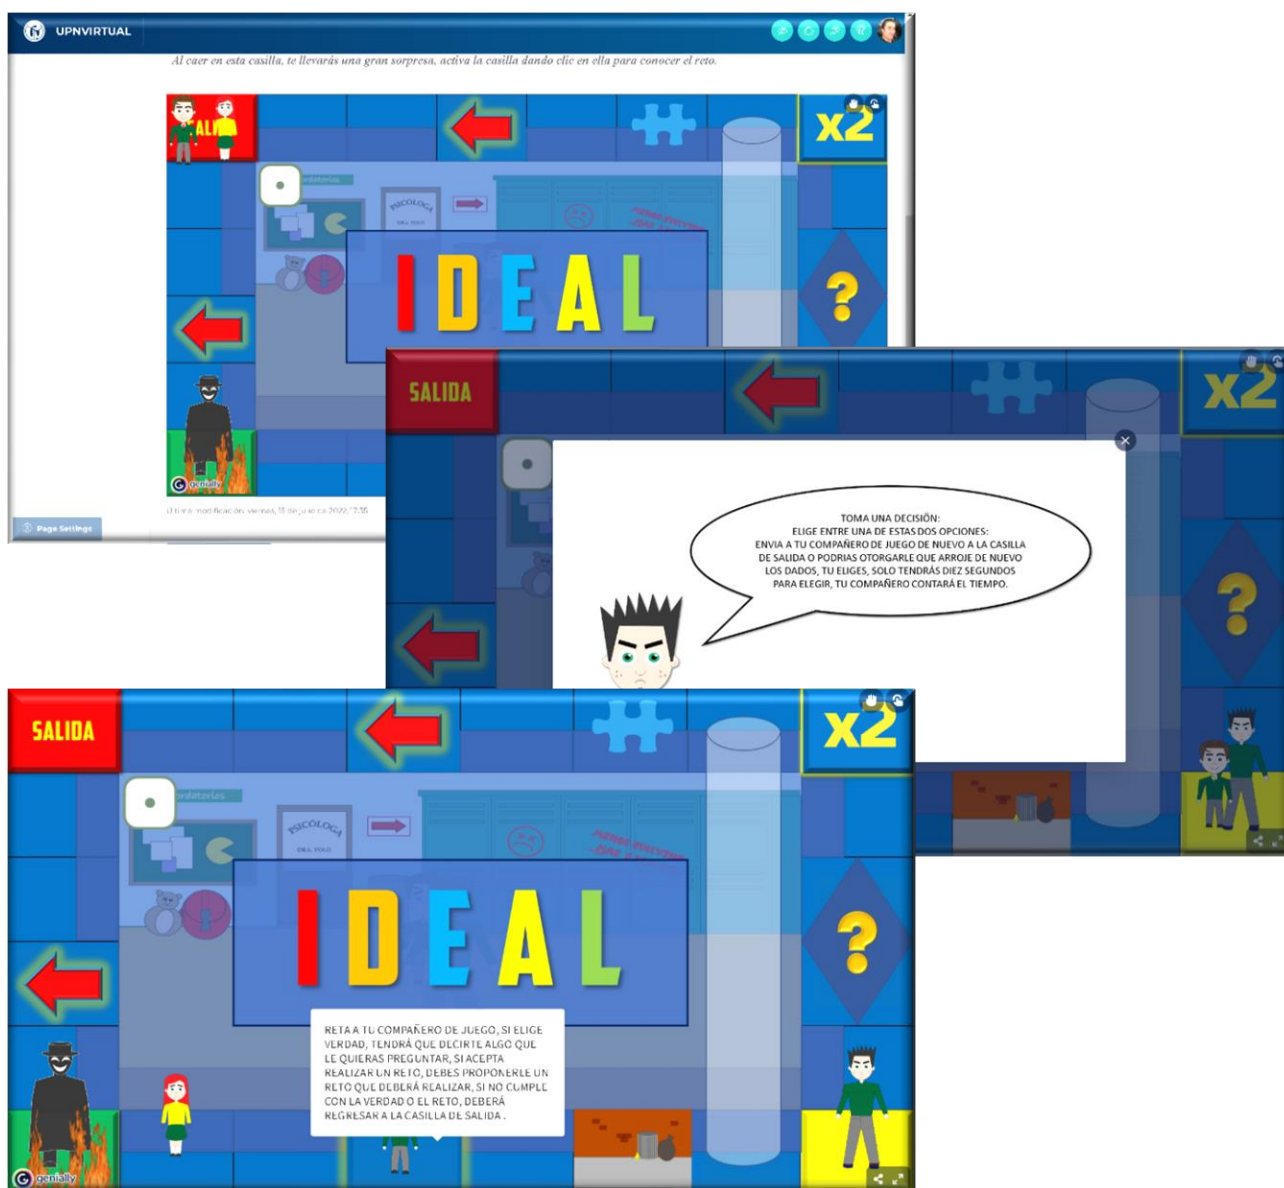 UPNVIRTUAL
Al caer en esta casilla, te llevarás una gran sorpresa, activa la casilla dando clic en ella para conocer el reto.
SALI
x2
PSICÓLOGA
IDEAL
?
genially
Page Settings
SALIDA
x2
TOMA UNA DECISIÓN:
ELIGE ENTRE UNA DE ESTAS DOS OPCIONES:
ENVIA A TU COMPAÑERO DE JUEGO DE NUEVO A LA CASILLA
DE SALIDA O PODRIAS OTORGARLE QUE ARROJE DE NUEVO
LOS DADOS, TU ELIGES, SOLO TENDRÁS DIEZ SEGUNDOS
PARA ELEGIR, TU COMPAÑERO CONTARÁ EL TIEMPO.
?
SALIDA
x2
PSICÓLOGA
IDEAL
?
RETA A TU COMPAÑERO DE JUEGO, SI ELIGE
VERDAD, TENDRÁ QUE DECIRTE ALGO QUE
LE QUIERAS PREGUNTAR, SI ACEPTA
REALIZAR UN RETO, DEBES PROPONERLE UN
RETO QUE DEBERÁ REALIZAR, SI NO CUMPLE
CON LA VERDAD O EL RETO, DEBERÁ
REGRESAR A LA CASILLA DE SALIDA .
genially